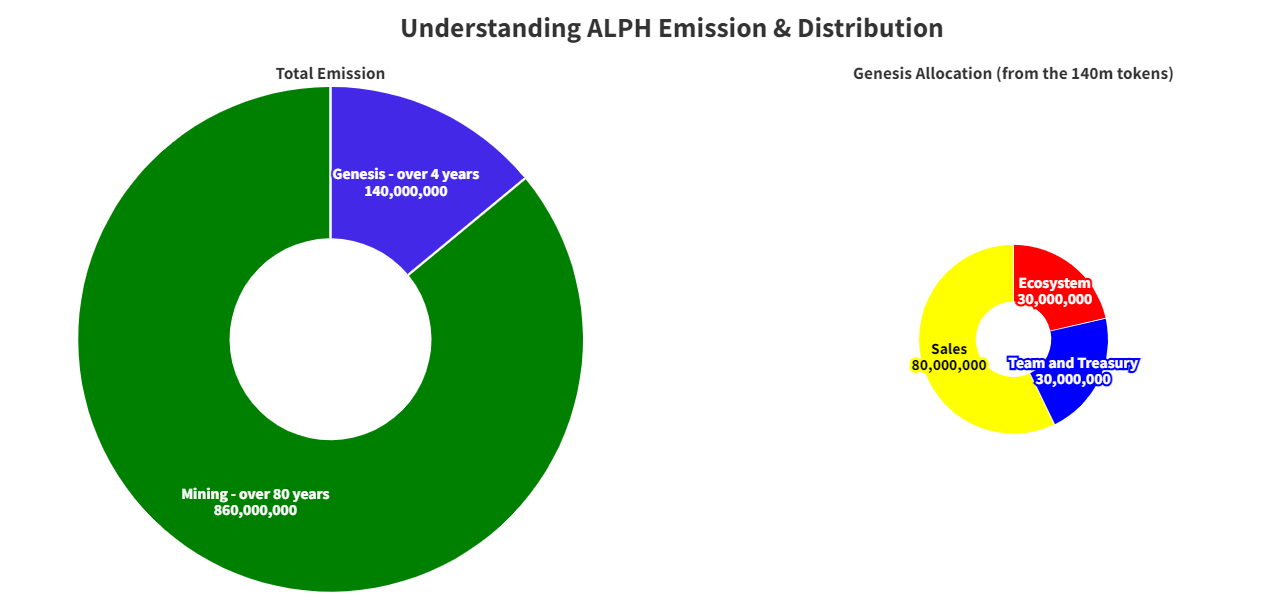 Understanding ALPH Emission & Distribution
Total Emission
Genesis - over 4 years
140,000,000
Mining - over 80 years
860,000,000
Genesis Allocation (from the 140m tokens)
Ecosystem
30,000,000
Sales
80,000,000
Team and Treasury
30,000,000